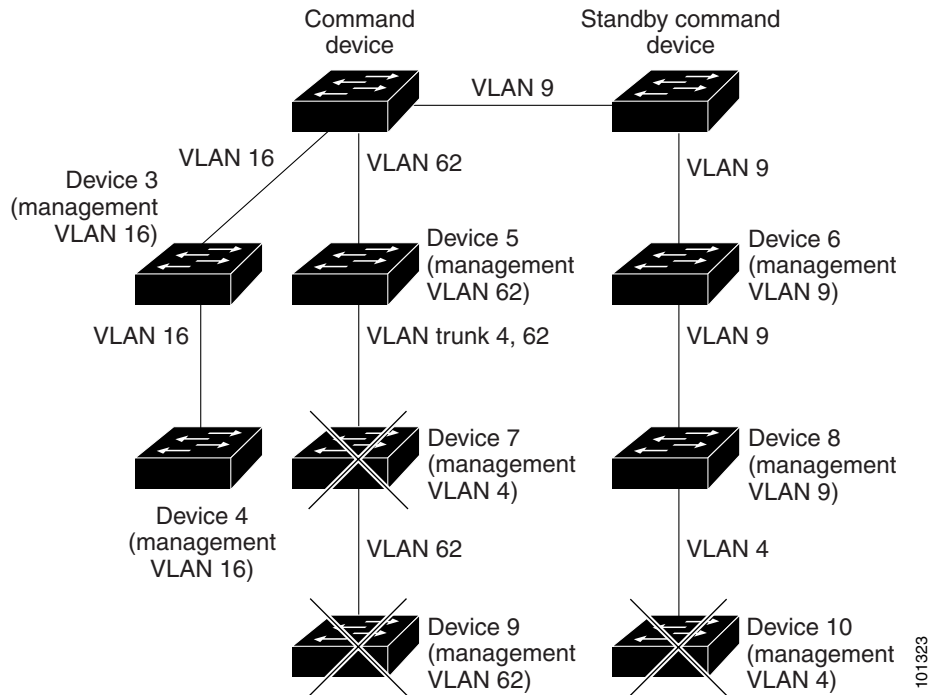 Command
device
Standby command
device
VLAN 9
VLAN 16
VLAN 62
VLAN 9
Device 3
(management
VLAN 16)
Device 5
(management
VLAN 62)
Device 6
(management
VLAN 9)
VLAN 16
VLAN trunk 4, 62
VLAN 9
Device 4
(management
VLAN 16)
Device 7
(management
VLAN 4)
Device 8
(management
VLAN 9)
VLAN 62
VLAN 4
Device 9
(management
VLAN 62)
Device 10
(management
VLAN 4)
101323